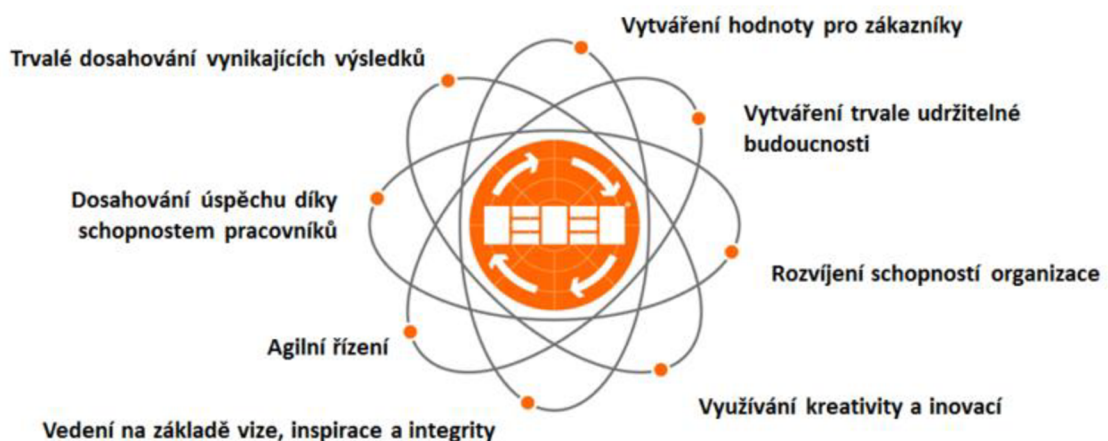 Vytváření hodnoty pro zákazníky
Trvalé dosahování vynikajících výsledků
Vytváření trvale udržitelné
budoucnosti
Dosahování úspěchu díky
schopnostem pracovníků
Rozvíjení schopností organizace
Agilní řízení
Využívání kreativity a inovací
Vedení na základě vize, inspirace a integrity